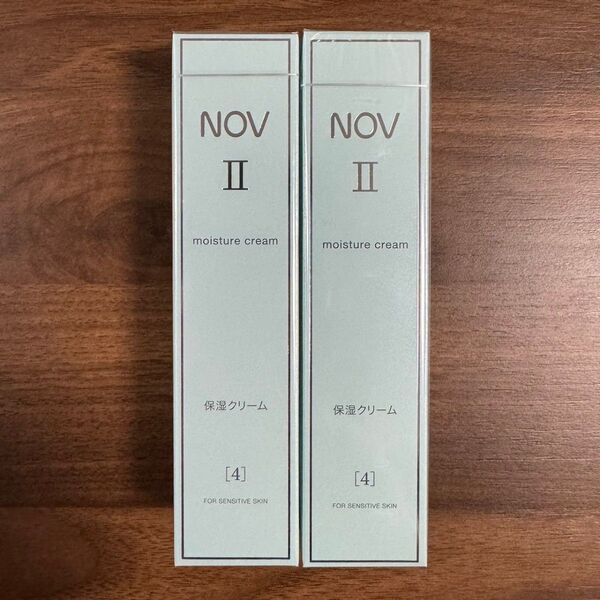 NOV
II
moisture cream
保湿クリーム
[4]
FOR SENSITIVE SKIN
NOV
II
moisture cream
保湿クリーム
[4]
FOR SENSITIVE SKIN